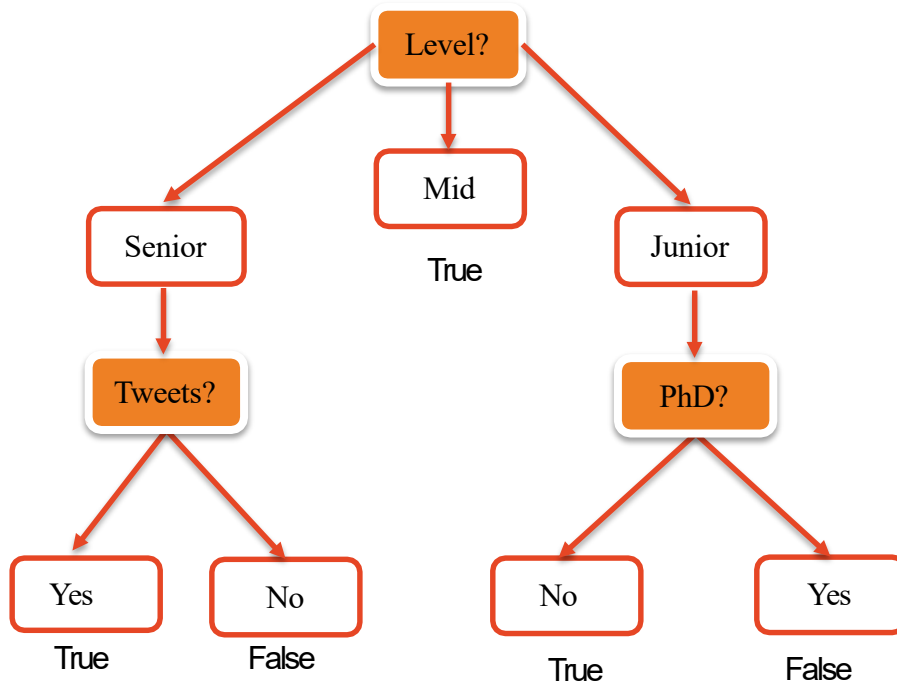 Level?
Mid
Senior
Junior
True
Tweets?
PhD?
Yes
No
No
Yes
True
False
True
False